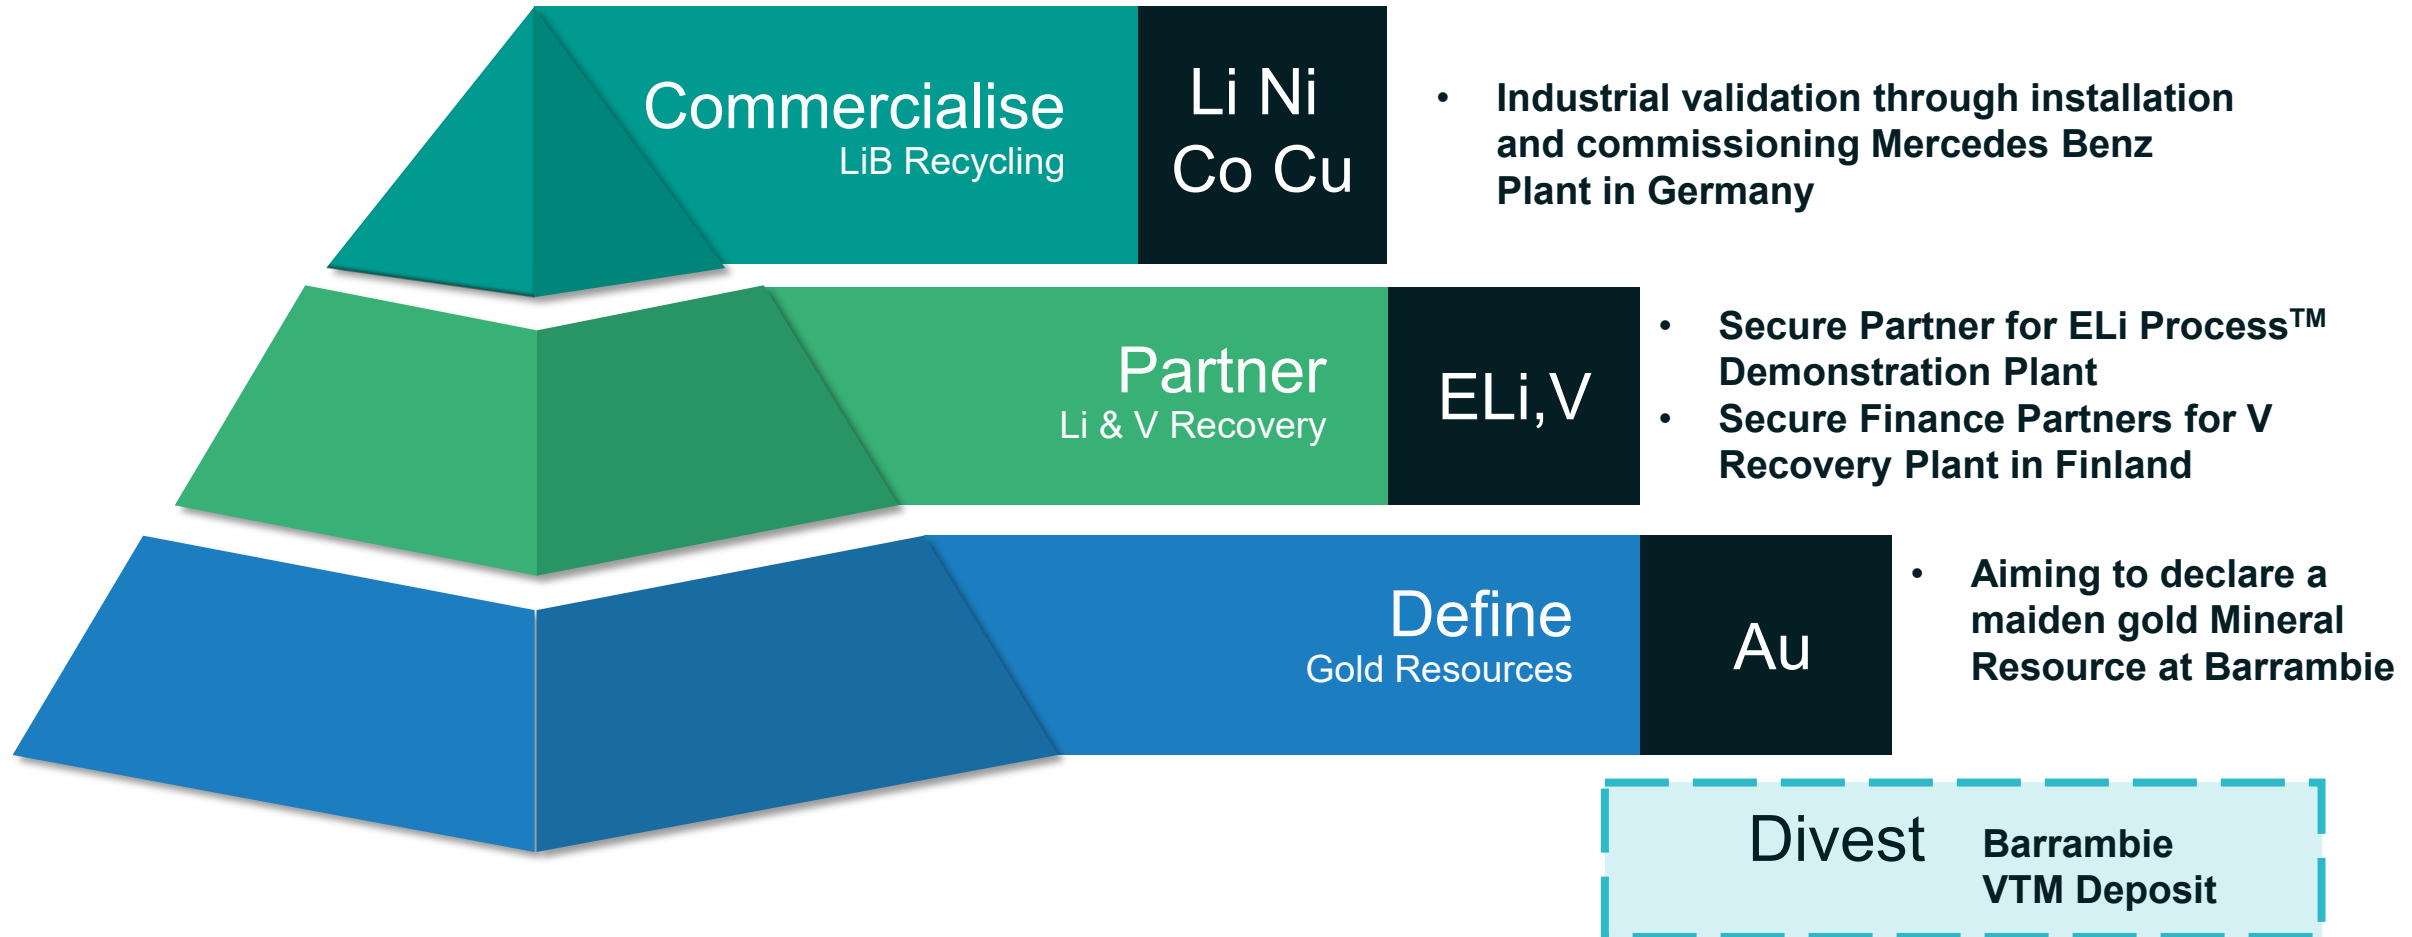 Commercialise
LiB Recycling
Li Ni
Co Cu
• Industrial validation through installation
and commissioning Mercedes Benz
Plant in Germany
Partner
Li & V Recovery
ELi,V
• Secure Partner for ELi Process™
Demonstration Plant
• Secure Finance Partners for V
Recovery Plant in Finland
Define
Gold Resources
Au
• Aiming to declare a
maiden gold Mineral
Resource at Barrambie
Divest
Barrambie
VTM Deposit